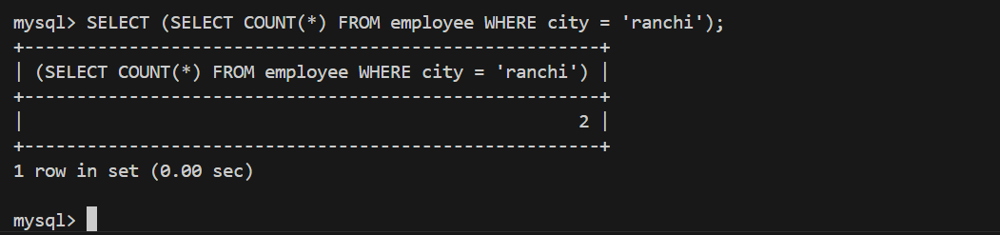 mysql> SELECT (SELECT COUNT(*) FROM employee WHERE city = 'ranchi');
+-------------------------------------------------------+
| (SELECT COUNT(*) FROM employee WHERE city = 'ranchi') |
+-------------------------------------------------------+
|                                                     2 |
+-------------------------------------------------------+
1 row in set (0.00 sec)
mysql>